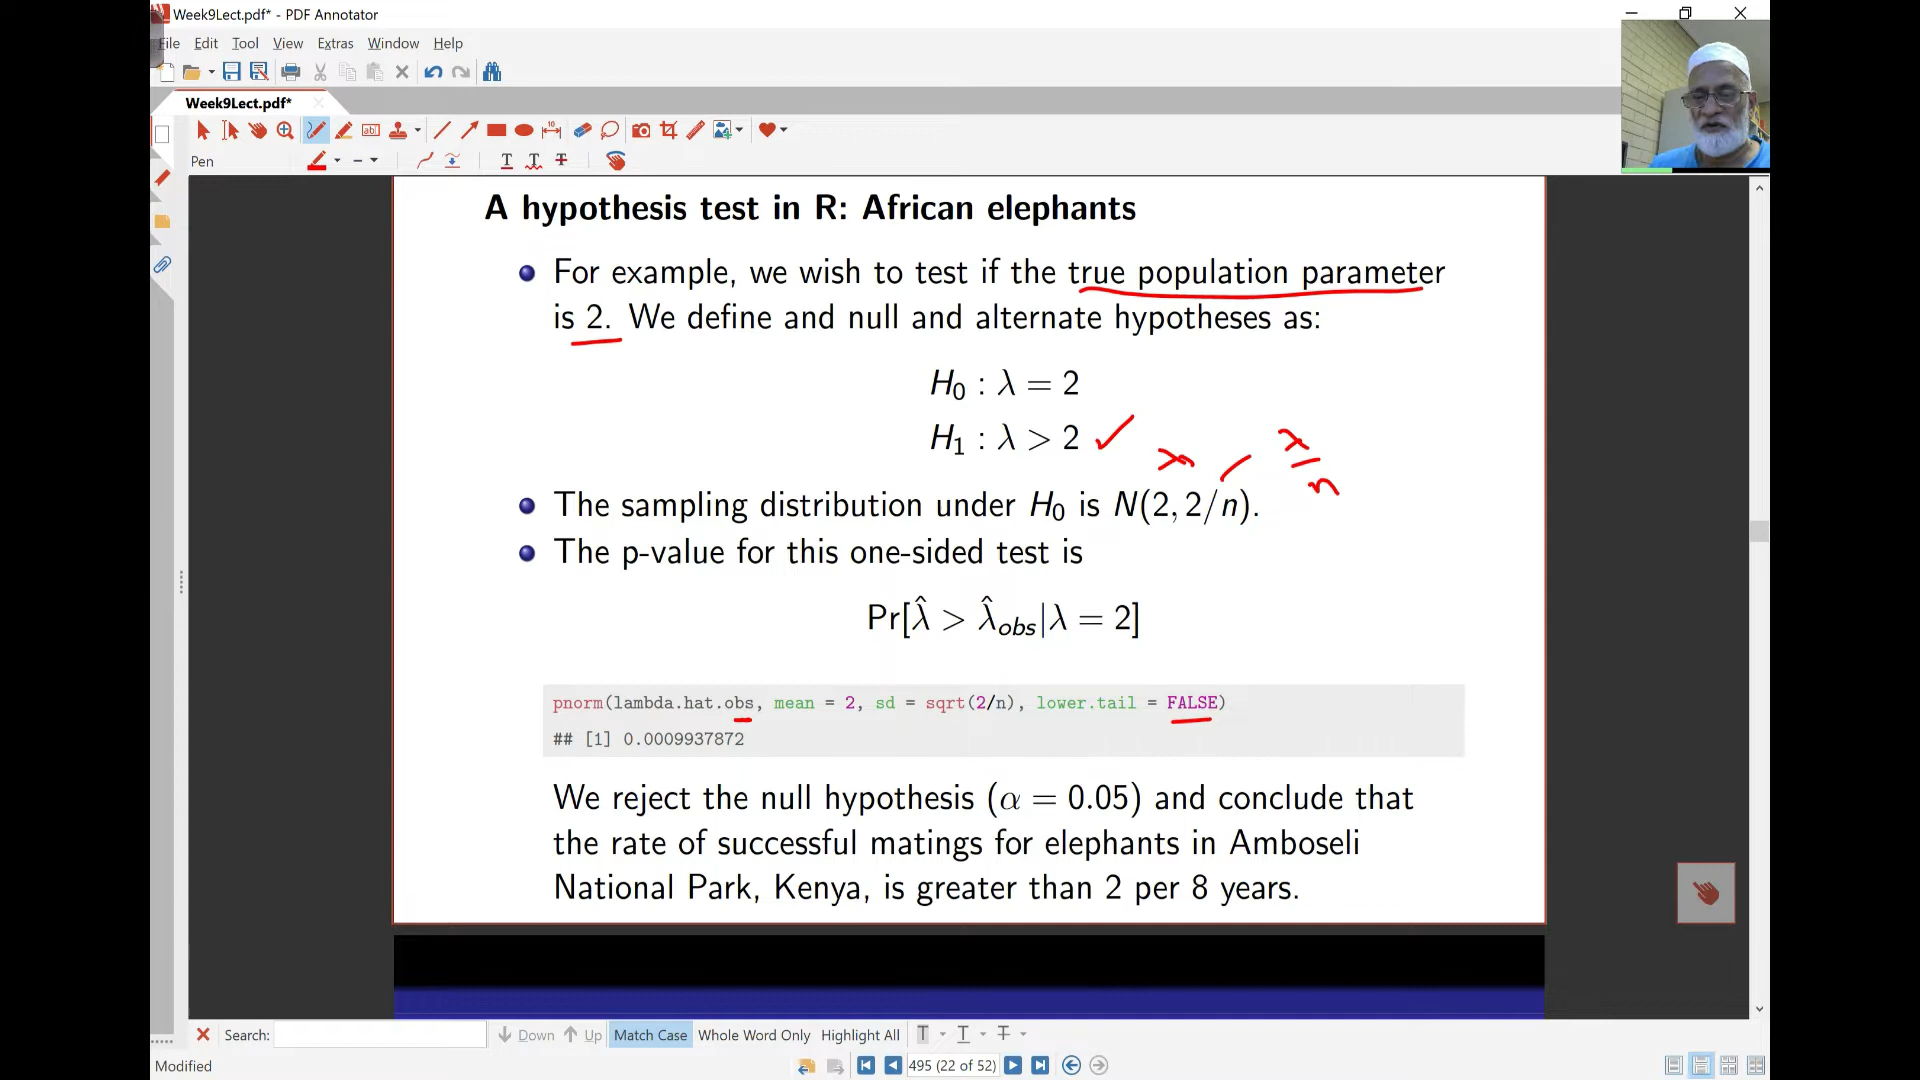 Week9Lect.pdf* - PDF Annotator
File Edit Tool View Extras Window Help
Week9Lect.pdf*
Pen
A hypothesis test in R: African elephants
For example, we wish to test if the true population parameter
is 2. We define and null and alternate hypotheses as:
H₀ : λ = 2
H₁ : λ > 2
λ λ/n
The sampling distribution under H₀ is N(2, 2/n).
The p-value for this one-sided test is
Pr[λ̂ > λ̂obs|λ = 2]
pnorm(lambda.hat.obs, mean = 2, sd = sqrt(2/n), lower.tail = FALSE)
## [1] 0.0009937872
We reject the null hypothesis (α = 0.05) and conclude that
the rate of successful matings for elephants in Amboseli
National Park, Kenya, is greater than 2 per 8 years.
Search: Down Up Match Case Whole Word Only Highlight All
Modified 495 (22 of 52)